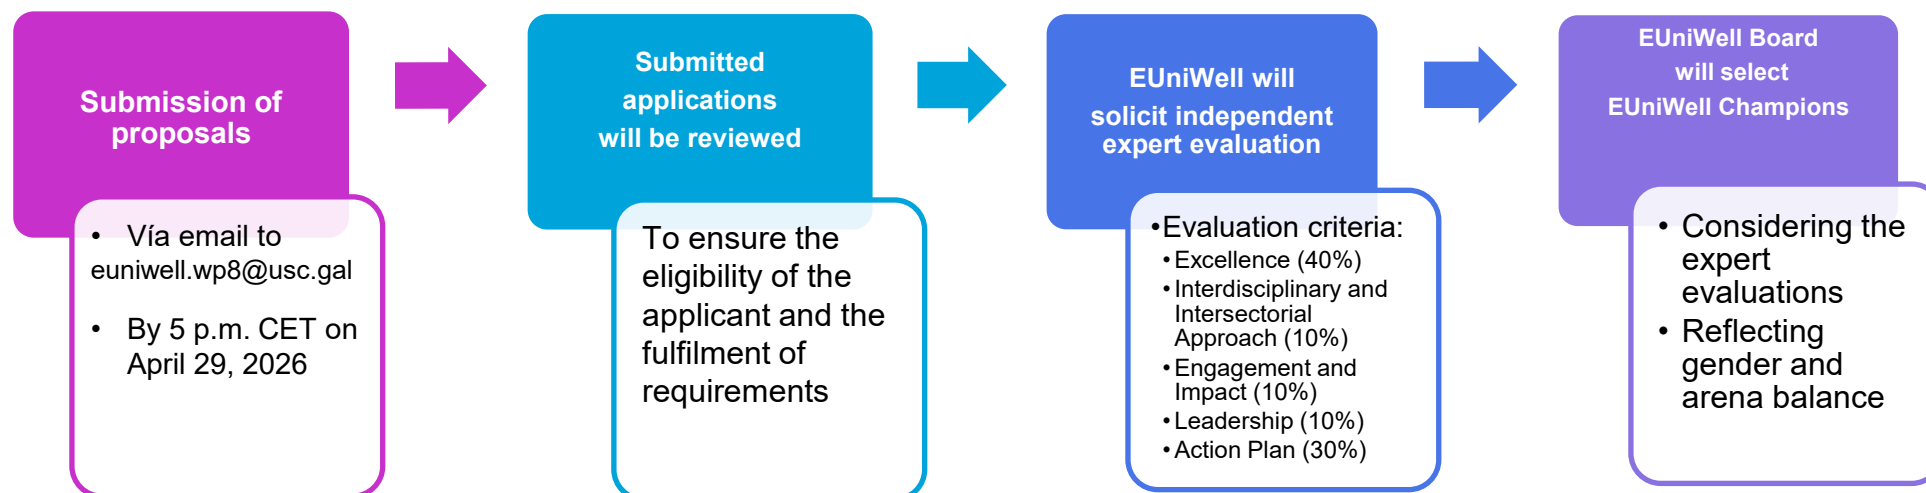 Submission of
proposals
• Vía email to
euniwell.wp8@usc.gal
• By 5 p.m. CET on
April 29, 2026
Submitted
applications
will be reviewed
To ensure the
eligibility of the
applicant and the
fulfilment of
requirements
EUniWell will
solicit independent
expert evaluation
•Evaluation criteria:
•Excellence (40%)
•Interdisciplinary and
Intersectorial
Approach (10%)
•Engagement and
Impact (10%)
•Leadership (10%)
•Action Plan (30%)
EUniWell Board
will select
EUniWell Champions
• Considering the
expert
evaluations
• Reflecting
gender and
arena balance